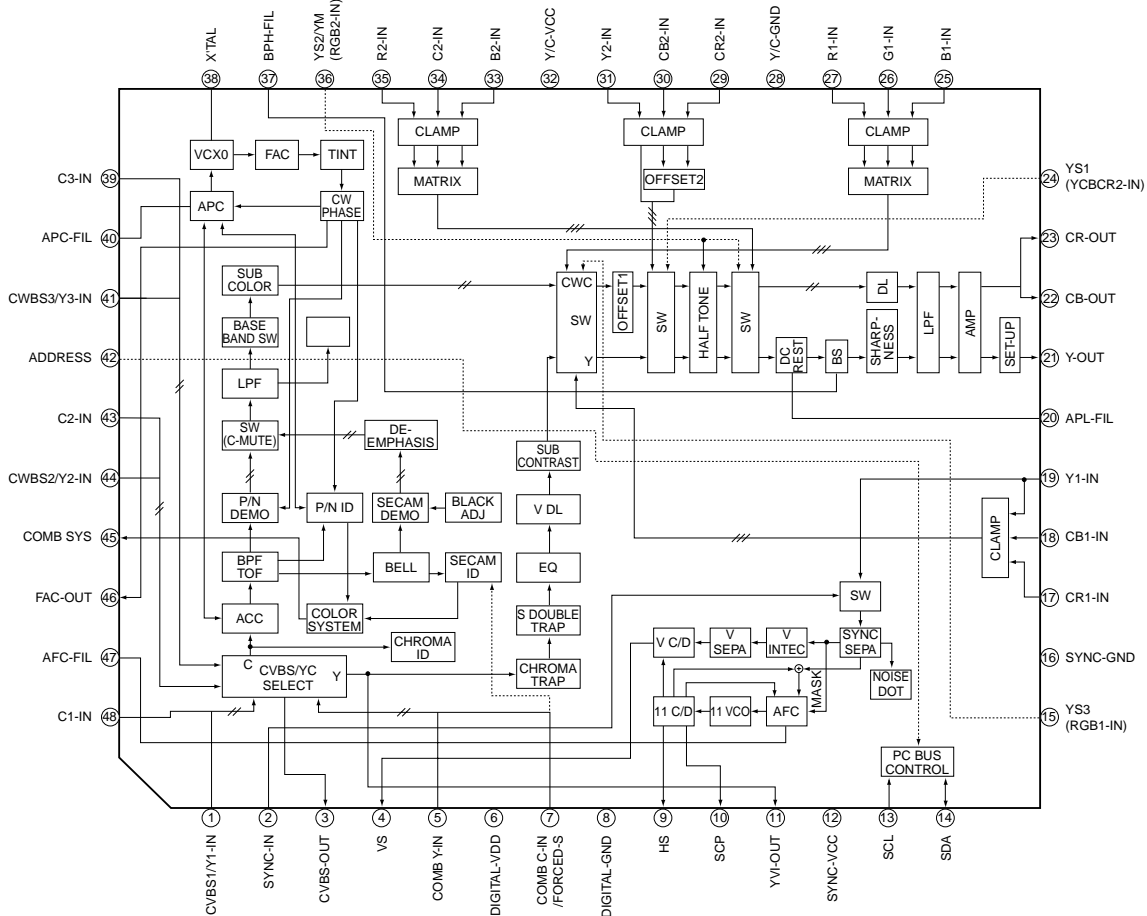 X'TAL
BPH-FIL
YS2/YM
(RGB2-IN)
R2-IN
C2-IN
B2-IN
Y/C-VCC
Y2-IN
CB2-IN
CR2-IN
Y/C-GND
R1-IN
G1-IN
B1-IN
38
37
36
35
34
33
32
31
30
29
28
27
26
25
CLAMP
CLAMP
CLAMP
VCX0
FAC
TINT
MATRIX
OFFSET2
MATRIX
C3-IN 39
24 YS1
(YCBCR2-IN)
APC
CW
PHASE
APC-FIL 40
23 CR-OUT
SUB
COLOR
CWC
SW
Y
OFFSET1
SW
HALF TONE
SW
DL
LPF
AMP
CWBS3/Y3-IN 41
22 CB-OUT
BASE
BAND SW
SHARP-
NESS
SET-UP
ADDRESS 42
DC
REST
BS
21 Y-OUT
LPF
C2-IN 43
20 APL-FIL
SW
(C-MUTE)
DE-
EMPHASIS
SUB
CONTRAST
CWBS2/Y2-IN 44
19 Y1-IN
P/N
DEMO
P/N ID
SECAM
DEMO
BLACK
ADJ
V DL
COMB SYS 45
CLAMP
18 CB1-IN
BPF
TOF
BELL
SECAM
ID
EQ
FAC-OUT 46
SW
17 CR1-IN
ACC
COLOR
SYSTEM
S DOUBLE
TRAP
CHROMA
ID
V C/D
V
SEPA
V
INTEC
SYNC
SEPA
AFC-FIL 47
16 SYNC-GND
C
CVBS/YC
SELECT
Y
CHROMA
TRAP
MASK
NOISE
DOT
C1-IN 48
11 C/D
11 VCO
AFC
15 YS3
(RGB1-IN)
PC BUS
CONTROL
1
2
3
4
5
6
7
8
9
10
11
12
13
14
CVBS1/Y1-IN
SYNC-IN
CVBS-OUT
VS
COMB Y-IN
DIGITAL-VDD
COMB C-IN
/FORCED-S
DIGITAL-GND
HS
SCP
YVI-OUT
SYNC-VCC
SCL
SDA